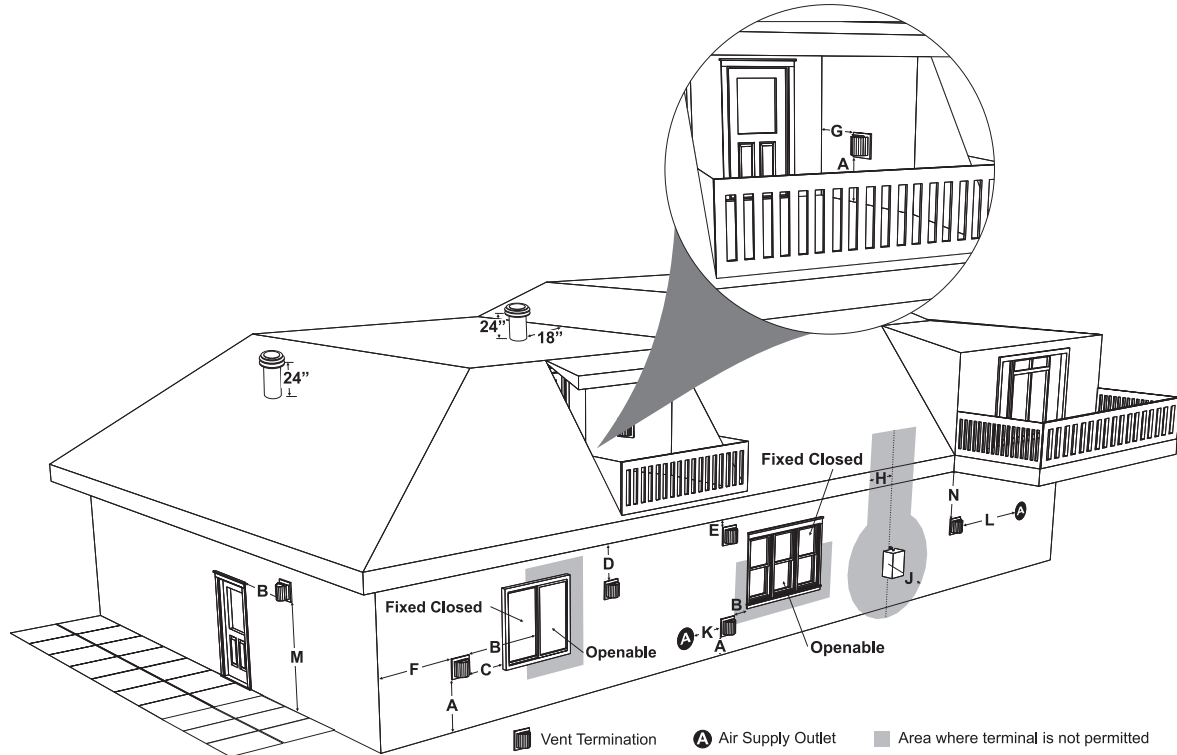 G
A
24”
18”
24”
Fixed Closed
H
N
L
A
E
D
J
B
Fixed Closed
B
B
Openable
K
A
A
Openable
F
C
M
A
Vent Termination
A Air Supply Outlet
Area where terminal is not permitted